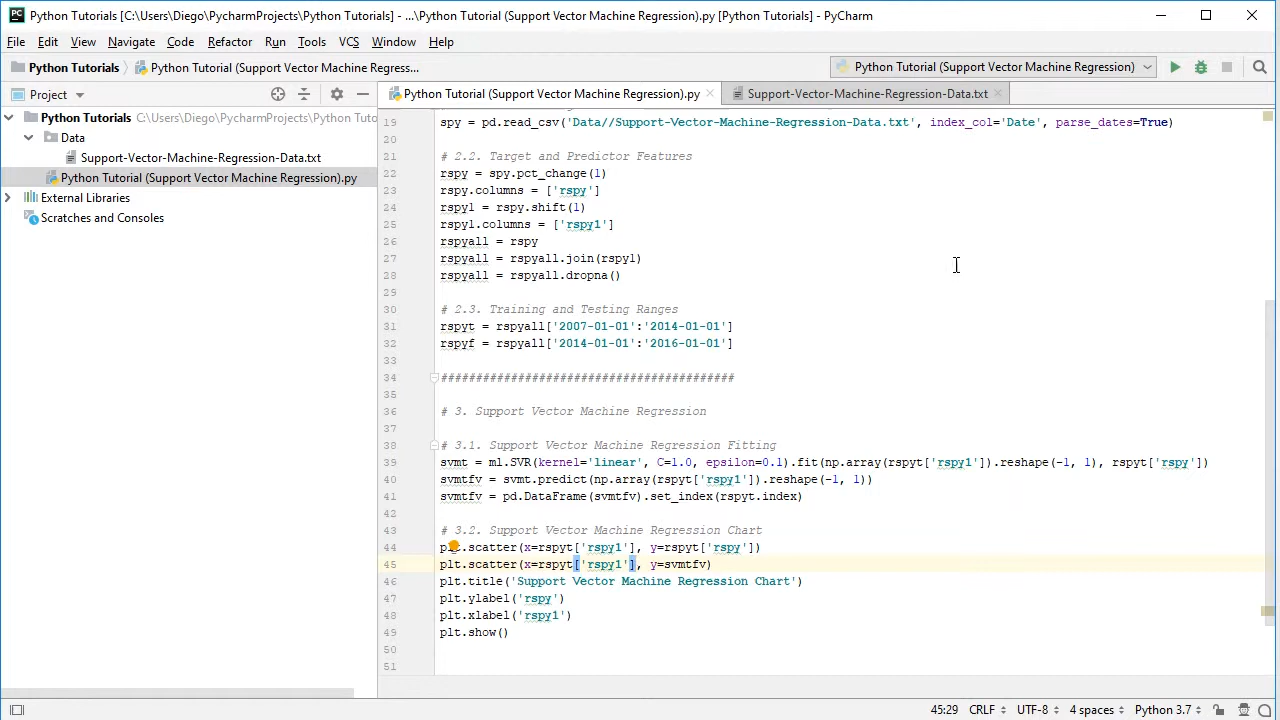 Python Tutorials [C:\Users\Diego\PycharmProjects\Python Tutorials] - ...\Python Tutorial (Support Vector Machine Regression).py [Python Tutorials] - PyCharm
File Edit View Navigate Code Refactor Run Tools VCS Window Help
Python Tutorials Python Tutorial (Support Vector Machine Regress... Python Tutorial (Support Vector Machine Regression)
Project Python Tutorial (Support Vector Machine Regression).py Support-Vector-Machine-Regression-Data.txt
Python Tutorials C:\Users\Diego\PycharmProjects\Python Tuto
Data
Support-Vector-Machine-Regression-Data.txt
Python Tutorial (Support Vector Machine Regression).py
External Libraries
Scratches and Consoles
19 spy = pd.read_csv('Data//Support-Vector-Machine-Regression-Data.txt', index_col='Date', parse_dates=True)
20
21 # 2.2. Target and Predictor Features
22 rspy = spy.pct_change(1)
23 rspy.columns = ['rspy']
24 rspy1 = rspy.shift(1)
25 rspy1.columns = ['rspy1']
26 rspyall = rspy
27 rspyall = rspyall.join(rspy1)
28 rspyall = rspyall.dropna()
29
30 # 2.3. Training and Testing Ranges
31 rspyt = rspyall['2007-01-01':'2014-01-01']
32 rspyf = rspyall['2014-01-01':'2016-01-01']
33
34 ##########################################
35
36 # 3. Support Vector Machine Regression
37
38 # 3.1. Support Vector Machine Regression Fitting
39 svmt = ml.SVR(kernel='linear', C=1.0, epsilon=0.1).fit(np.array(rspyt['rspy1']).reshape(-1, 1), rspyt['rspy'])
40 svmtfv = svmt.predict(np.array(rspyt['rspy1']).reshape(-1, 1))
41 svmtfv = pd.DataFrame(svmtfv).set_index(rspyt.index)
42
43 # 3.2. Support Vector Machine Regression Chart
44 plt.scatter(x=rspyt['rspy1'], y=rspyt['rspy'])
45 plt.scatter(x=rspyt['rspy1'], y=svmtfv)
46 plt.title('Support Vector Machine Regression Chart')
47 plt.ylabel('rspy')
48 plt.xlabel('rspy1')
49 plt.show()
50
51
45:29 CRLF UTF-8 4 spaces Python 3.7